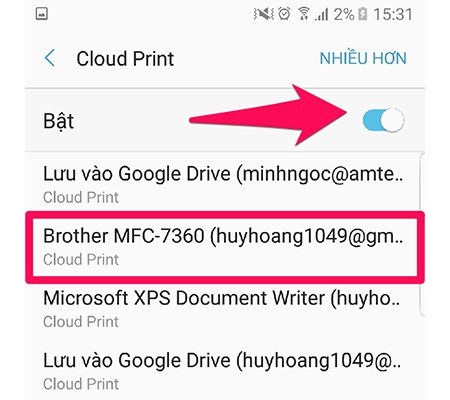 2% 15:31
Cloud Print NHIỀU HƠN
Bật
Lưu vào Google Drive (minhngoc@amte..
Cloud Print
Brother MFC-7360 (huyhoang1049@gm..
Cloud Print
Microsoft XPS Document Writer (huyho..
Cloud Print
Lưu vào Google Drive (huyhoang1049@..
Cloud Print